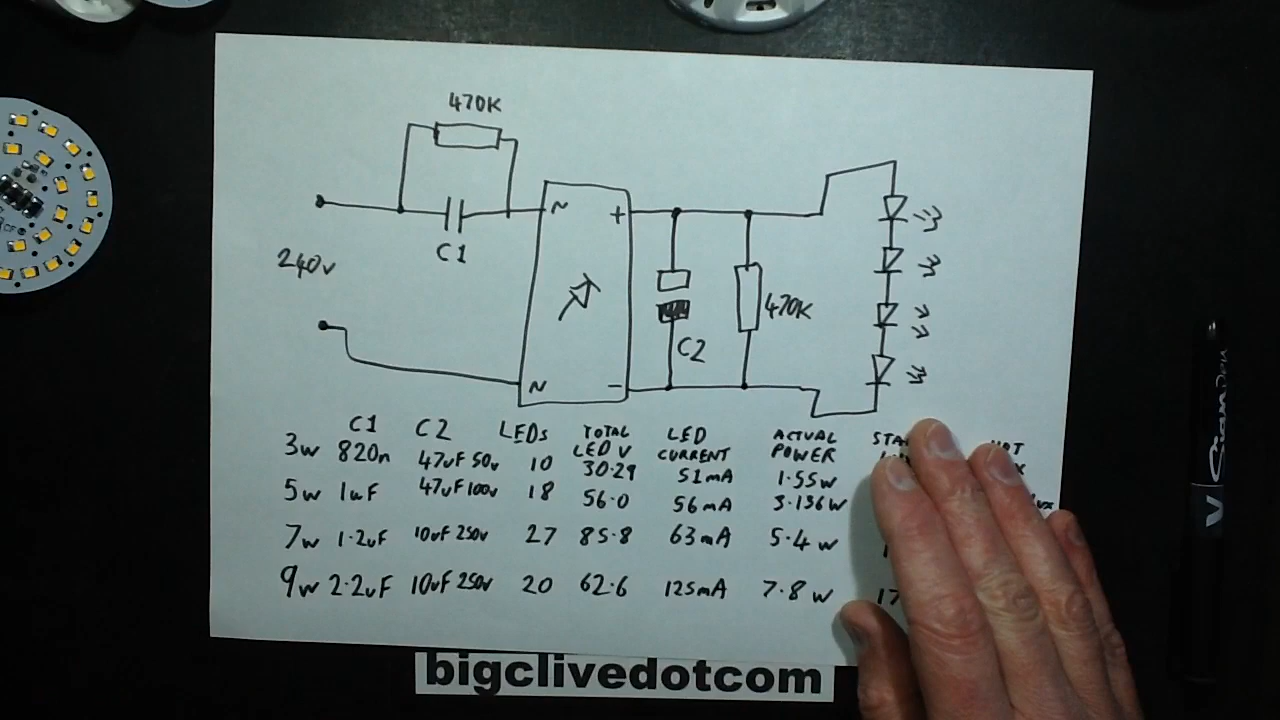 470K
~
+
C1
240v
470K
C2
~
−
C1 C2 LEDs TOTAL LED V LED CURRENT ACTUAL POWER
3w 820n 47uF 50v 10 30·29 51mA 1·55w
5w 1uF 47uF 100v 18 56·0 56mA 3·136w
7w 1·2uF 10uF 250v 27 85·8 63mA 5·4w
9w 2·2uF 10uF 250v 20 62·6 125mA 7·8w 17
bigclivedotcom